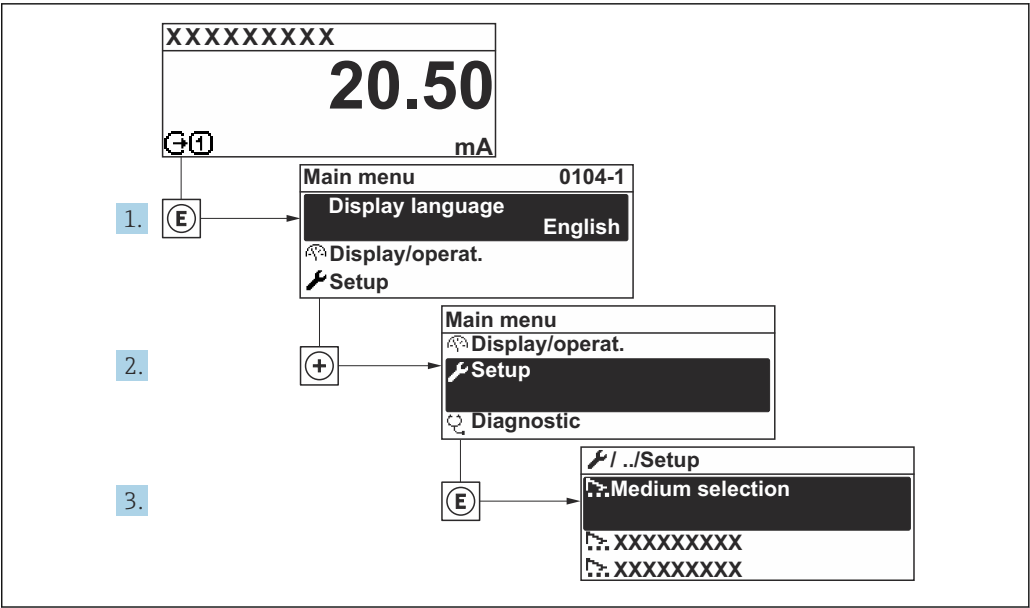 XXXXXXXXX
20.50
1
mA
Main menu 0104-1
Display language
English
Display/operat.
Setup
1. E
Main menu
Display/operat.
Setup
Diagnostic
2. +
/ ../Setup
Medium selection
XXXXXXXXX
XXXXXXXXX
3. E